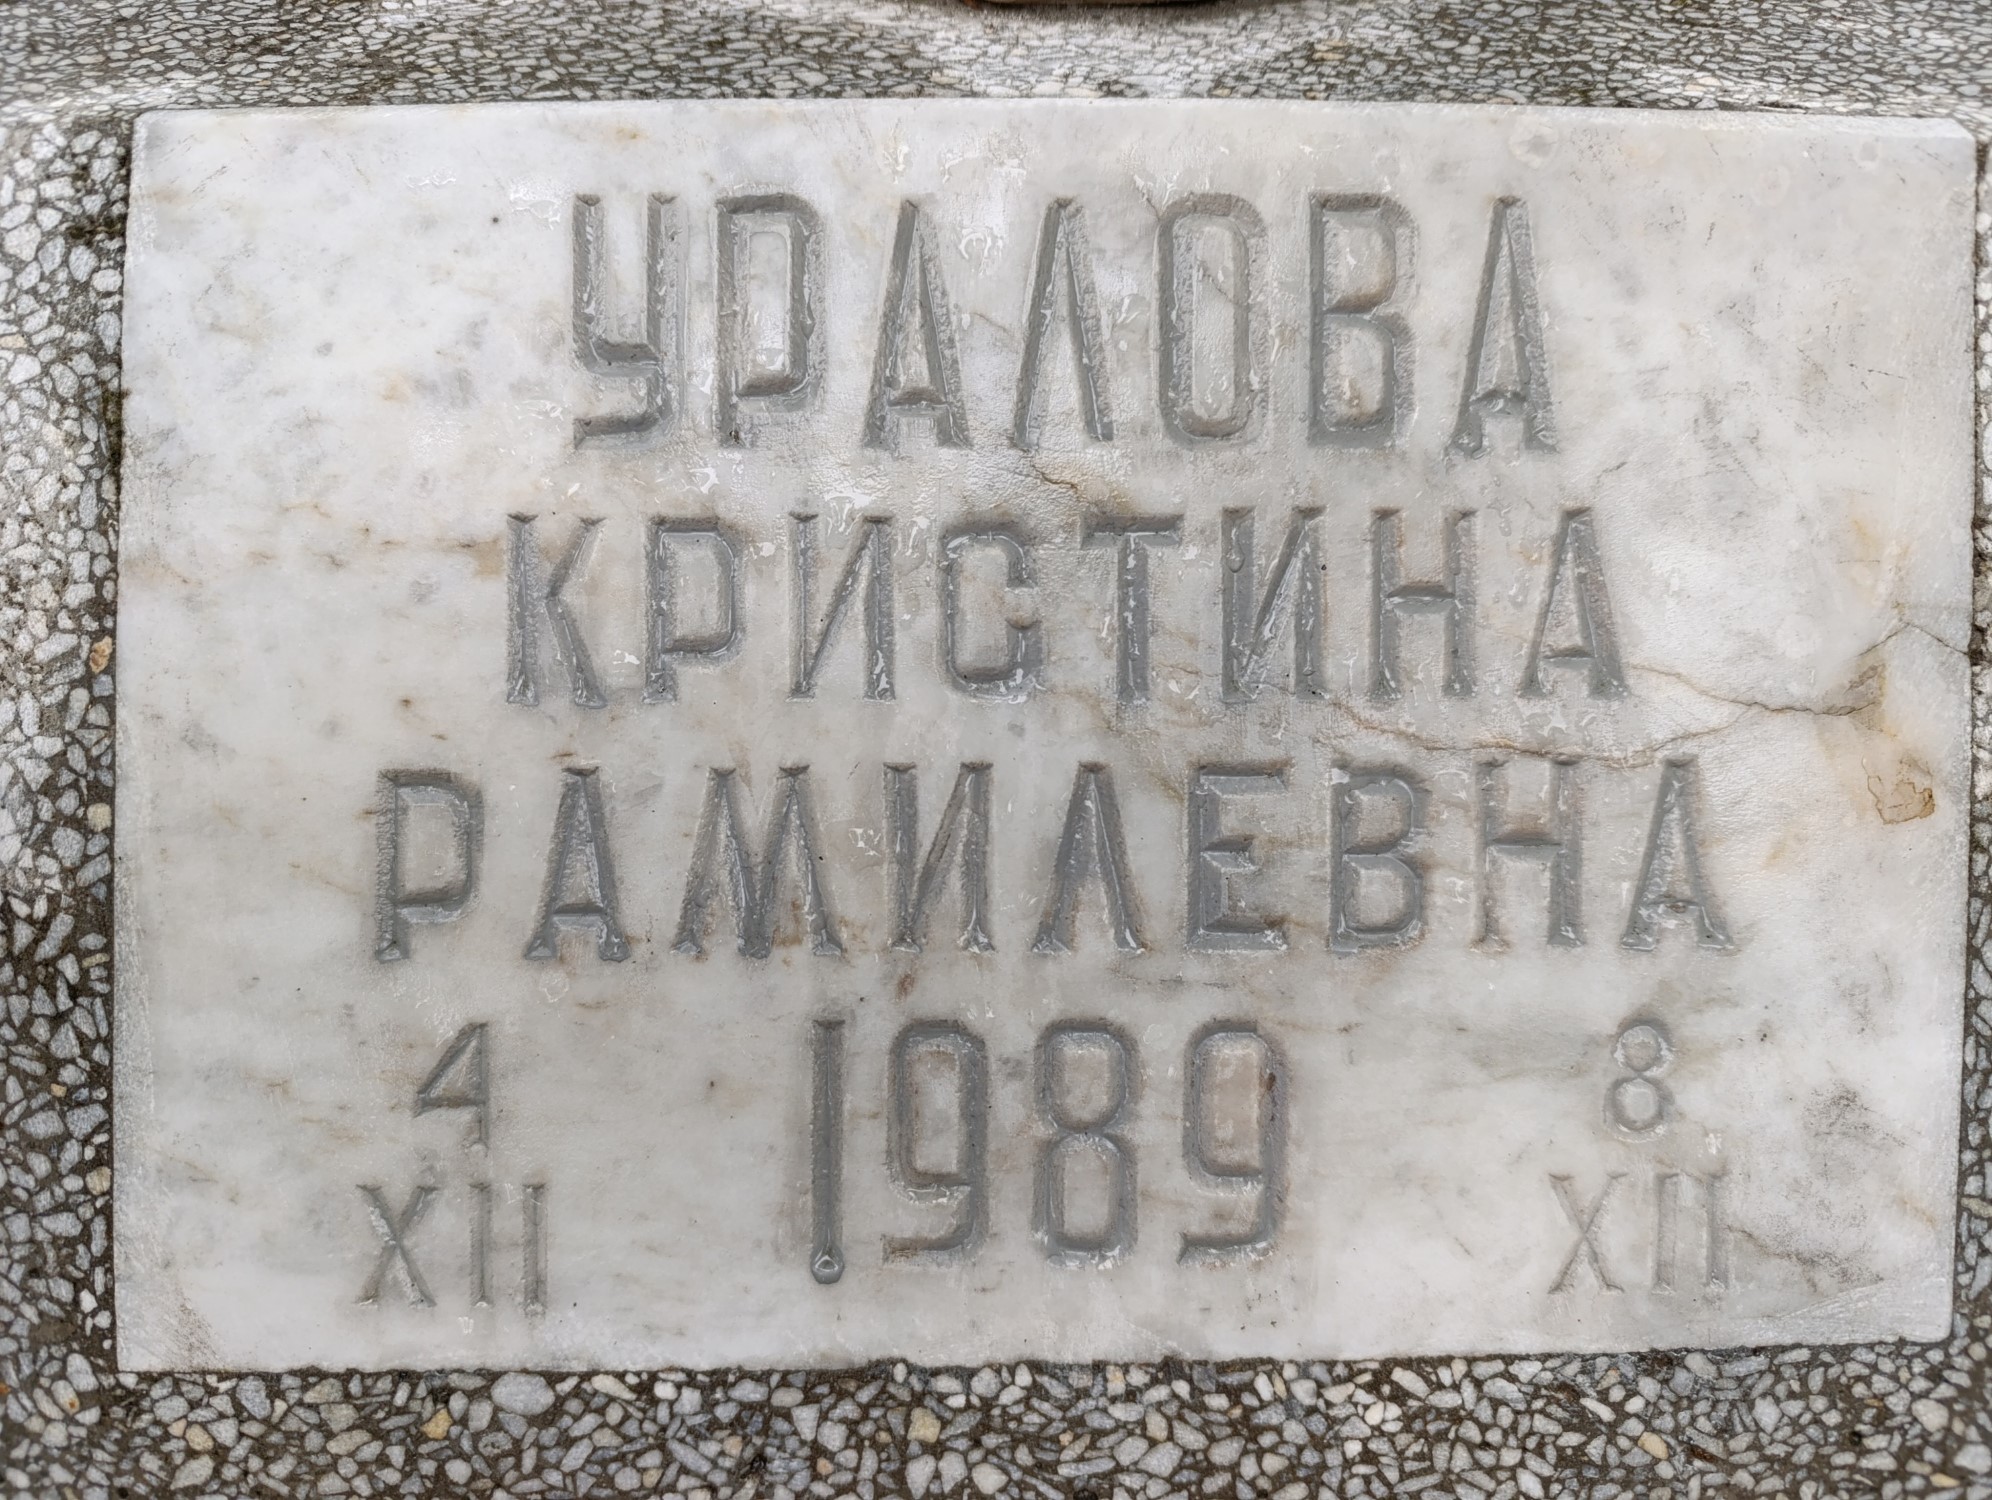 УРАЛОВА
КРИСТИНА
РАМИЛЕВНА
4 1989 8
XII XII